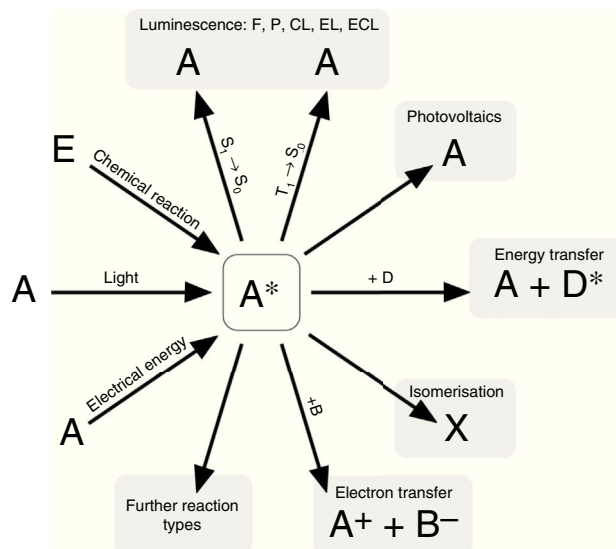 Luminescence: F, P, CL, EL, ECL
A A
S₁ → S₀
T₁ → S₀
Photovoltaics
A
E
Chemical reaction
Energy transfer
A + D*
A
Light
A*
+ D
Electrical energy
A
Isomerisation
X
+B
Further reaction
types
Electron transfer
A⁺ + B⁻